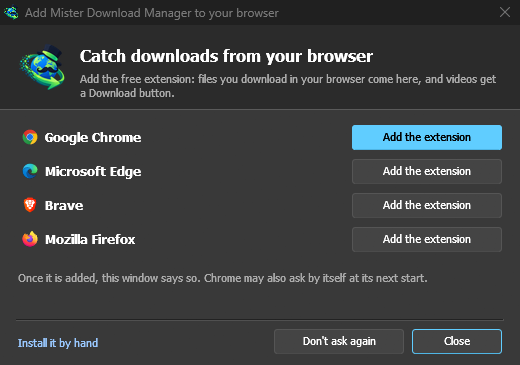 Add Mister Download Manager to your browser
Catch downloads from your browser
Add the free extension: files you download in your browser come here, and videos get
a Download button.
Google Chrome
Add the extension
Microsoft Edge
Add the extension
Brave
Add the extension
Mozilla Firefox
Add the extension
Once it is added, this window says so. Chrome may also ask by itself at its next start.
Install it by hand
Don't ask again
Close